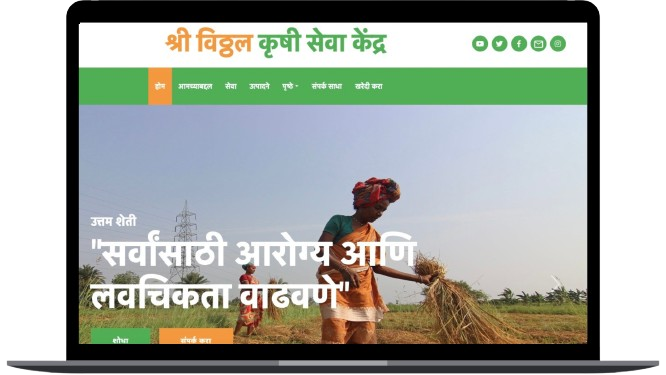 श्री विठ्ठल कृषी सेवा केंद्र
होम आमच्याबद्दल सेवा उत्पादने पृष्ठे संपर्क साधा खरेदी करा
उत्तम शेती
"सर्वांसाठी आरोग्य आणि
लवचिकता वाढवणे"
शोधा संपर्क करा